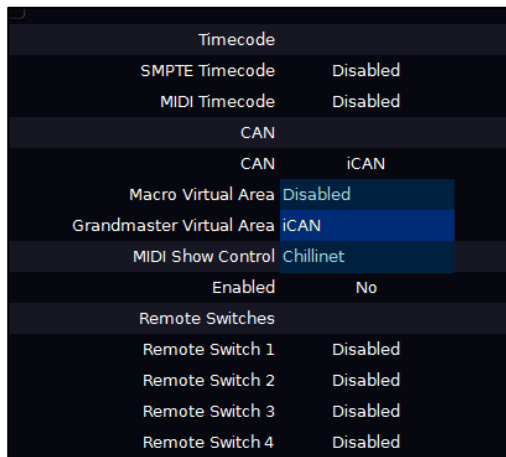 Timecode
SMPTE Timecode Disabled
MIDI Timecode Disabled
CAN
CAN iCAN
Macro Virtual Area Disabled
Grandmaster Virtual Area iCAN
MIDI Show Control Chillinet
Enabled No
Remote Switches
Remote Switch 1 Disabled
Remote Switch 2 Disabled
Remote Switch 3 Disabled
Remote Switch 4 Disabled